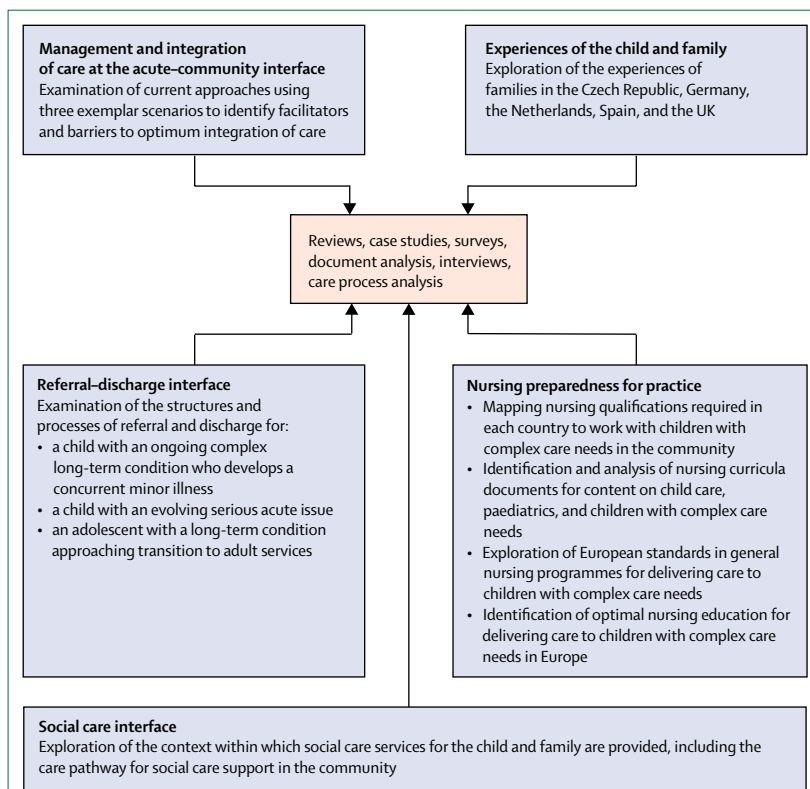 Management and integration
of care at the acute–community interface
Examination of current approaches using
three exemplar scenarios to identify facilitators
and barriers to optimum integration of care
Experiences of the child and family
Exploration of the experiences of
families in the Czech Republic, Germany,
the Netherlands, Spain, and the UK
Reviews, case studies, surveys,
document analysis, interviews,
care process analysis
Referral–discharge interface
Examination of the structures and
processes of referral and discharge for:
• a child with an ongoing complex
long-term condition who develops a
concurrent minor illness
• a child with an evolving serious acute issue
• an adolescent with a long-term condition
approaching transition to adult services
Nursing preparedness for practice
• Mapping nursing qualifications required in
each country to work with children with
complex care needs in the community
• Identification and analysis of nursing curricula
documents for content on child care,
paediatrics, and children with complex care
needs
• Exploration of European standards in general
nursing programmes for delivering care to
children with complex care needs
• Identification of optimal nursing education for
delivering care to children with complex care
needs in Europe
Social care interface
Exploration of the context within which social care services for the child and family are provided, including the
care pathway for social care support in the community